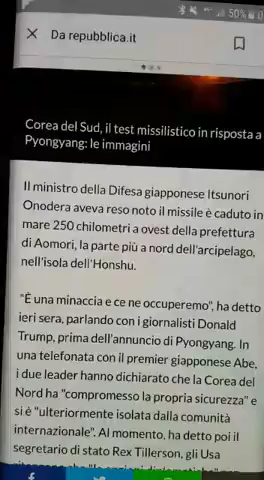 50%
Da repubblica.it
Corea del Sud, il test missilistico in risposta a
Pyongyang: le immagini
Il ministro della Difesa giapponese Itsunori
Onodera aveva reso noto il missile è caduto in
mare 250 chilometri a ovest della prefettura
di Aomori, la parte più a nord dell'arcipelago,
nell'isola dell'Honshu.
"È una minaccia e ce ne occuperemo", ha detto
ieri sera, parlando con i giornalisti Donald
Trump, prima dell'annuncio di Pyongyang. In
una telefonata con il premier giapponese Abe,
i due leader hanno dichiarato che la Corea del
Nord ha "compromesso la propria sicurezza" e
si è "ulteriormente isolata dalla comunità
internazionale". Al momento, ha detto poi il
segretario di stato Rex Tillerson, gli Usa